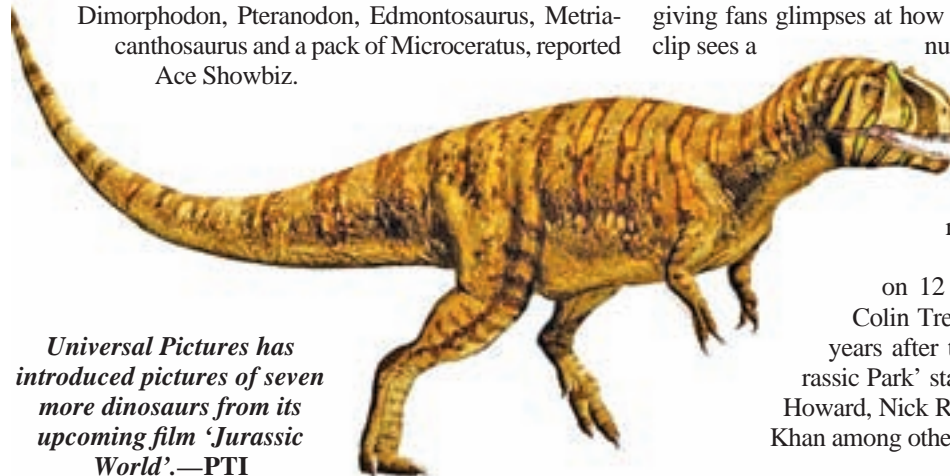 Dimorphodon, Pteranodon, Edmontosaurus, Metria-
canthosaurus and a pack of Microceratus, reported
Ace Showbiz.
giving fans glimpses at how
clip sees a
Universal Pictures has
introduced pictures of seven
more dinosaurs from its
upcoming film ‘Jurassic
World’.—PTI
on 12
Colin Tre
years after
rassic Park’ sta
Howard, Nick R
Khan among othe